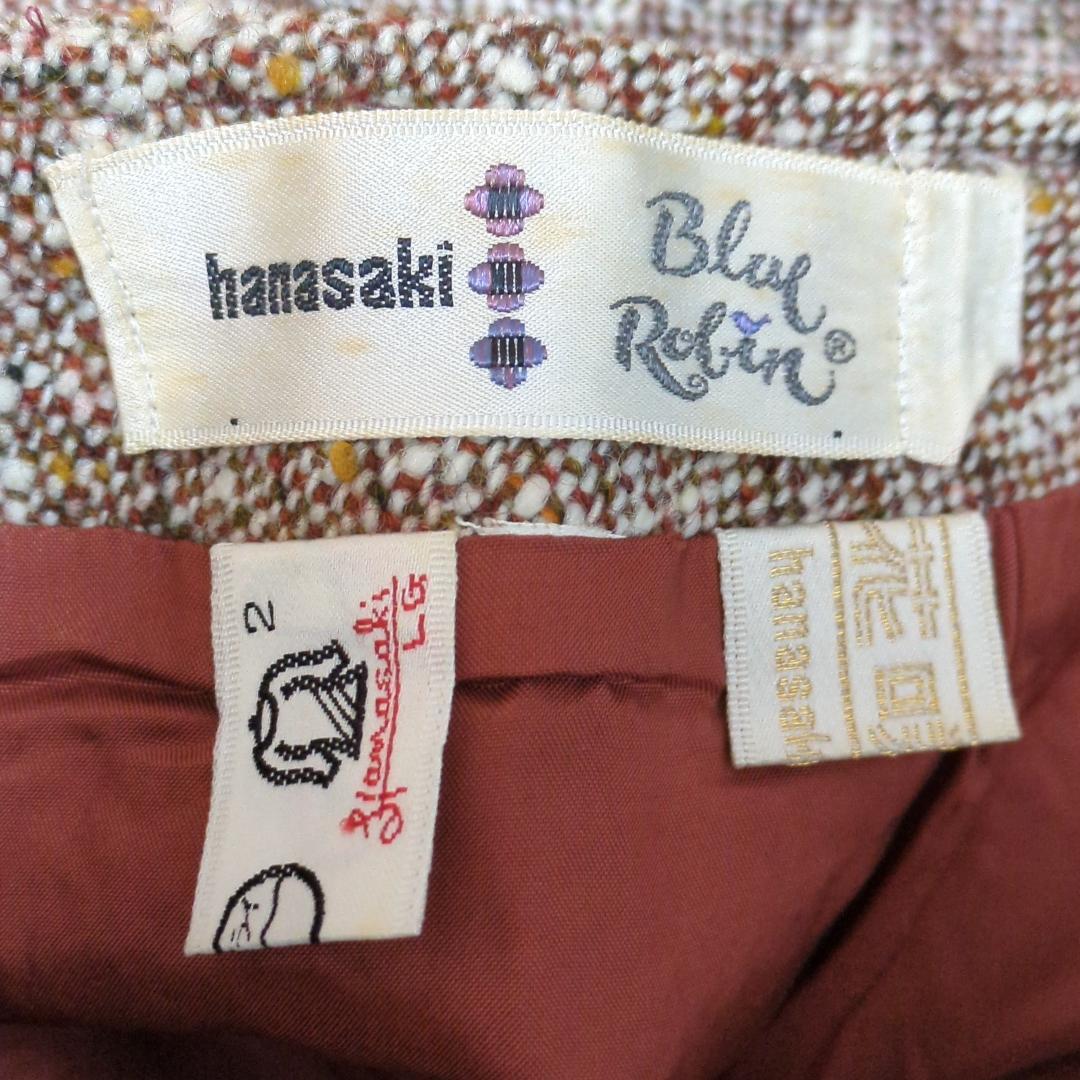 hanasaki
Blue
Robin®
2
Hanasaki
LG
花咲
hanasaki